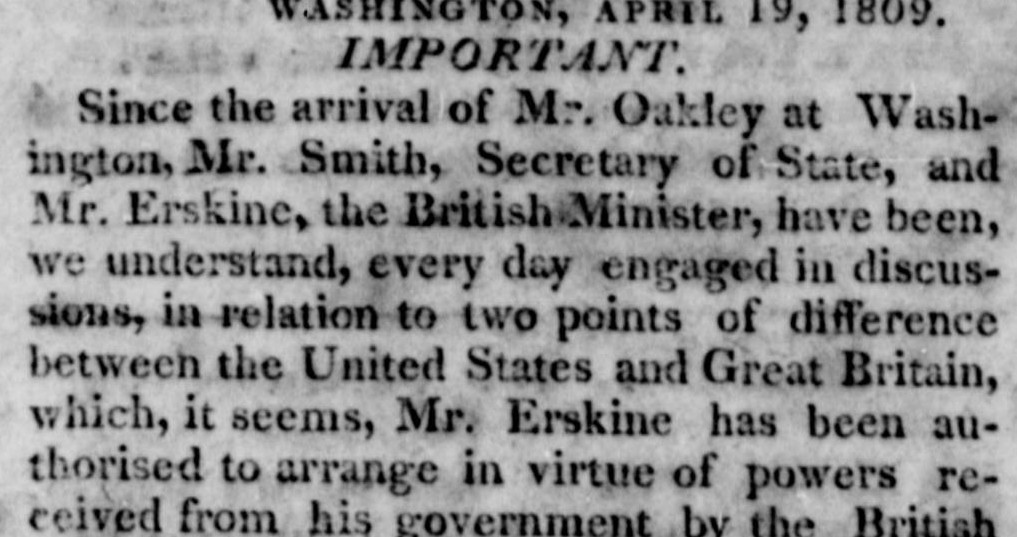 WASHINGTON, APRIL 19, 1809.
IMPORTANT.
Since the arrival of Mr. Oakley at Wash-
ington, Mr. Smith, Secretary of State, and
Mr. Erskine, the British Minister, have been,
we understand, every day engaged in discus-
sions, in relation to two points of difference
between the United States and Great Britain,
which, it seems, Mr. Erskine has been au-
thorised to arrange in virtue of powers re-
ceived from his government by the British